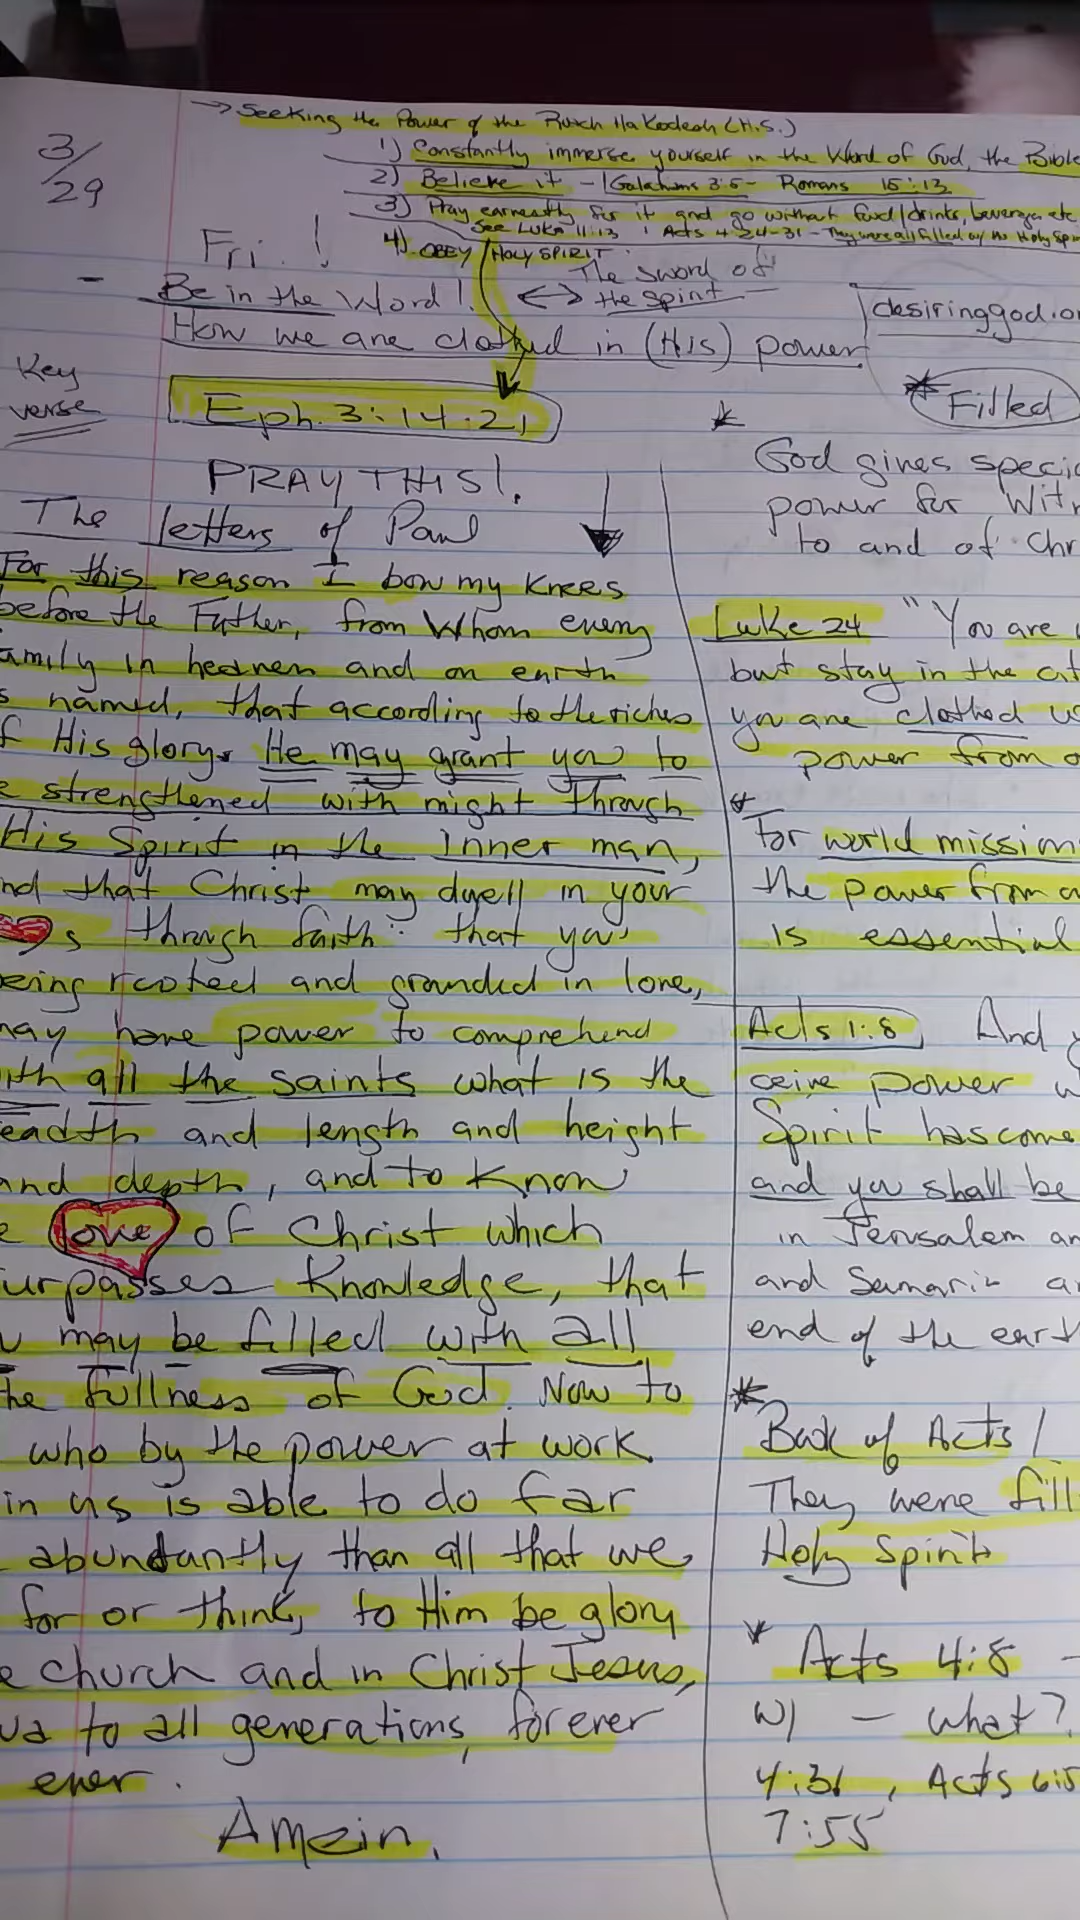 → Seeking the Power of the Ruach Ha Kodesh (H.S.)
1) Constantly immerse yourself in the Word of God, the Bible
2) Believe it - Galatians 3:5 - Romans 15:13
3) Pray earnestly for it and go without food/drinks, beverages etc
See Luke 11:13 Acts 4:24-31 - They were all filled w/ the Holy Spi
4) OBEY HOLY SPIRIT
3/29
Fri. !
- Be in the Word! ↔ The sword of the Spirit
How we are clothed in (His) power
Key verse
Eph. 3:14-21
PRAY THIS!
The letters of Paul
For this reason I bow my knees
before the Father, from Whom every
amily in heaven and on earth
s named, that according to the riches
f His glory. He may grant you to
e strengthened with might through
His Spirit in the Inner man,
nd that Christ may dwell in your
❤s through faith: that you
eing rooted and grounded in love,
may have power to comprehend
ith all the saints what is the
eadth and length and height
and depth, and to know
e love of Christ which
urpasses knowledge, that
u may be filled with all
the fullness of God. Now to
who by the power at work
in us is able to do far
abundantly than all that we
for or think, to Him be glory
e church and in Christ Jesus,
to all generations, forever
ever.
Amein.
desiringgod.or
* Filled
* God gives specia
power for Witn
to and of Chr
Luke 24 "You are
but stay in the cit
you are clothed
power from o
* For world mission
the power from
is essential
Acts 1:8 And y
ceive power w
Spirit has come
and you shall be
in Jerusalem an
and Samaria a
end of the earth
* Book of Acts /
They were fill
Holy Spirit
* Acts 4:8 -
w/ - what?
4:31, Acts 6:5
7:55